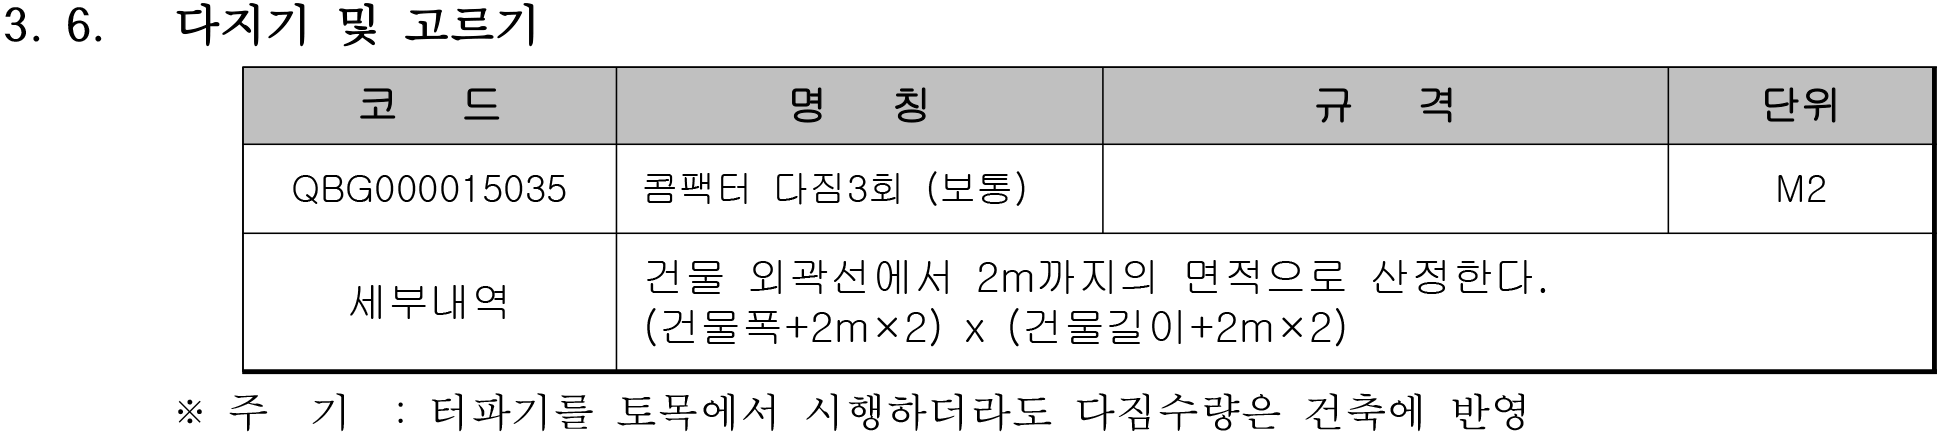 3. 6. 다지기 및 고르기
코 드 명 칭 규 격 단위
QBG000015035 콤팩터 다짐3회 (보통) M2
세부내역
건물 외곽선에서 2m까지의 면적으로 산정한다.
(건물폭+2m×2) x (건물길이+2m×2)
※ 주 기 : 터파기를 토목에서 시행하더라도 다짐수량은 건축에 반영